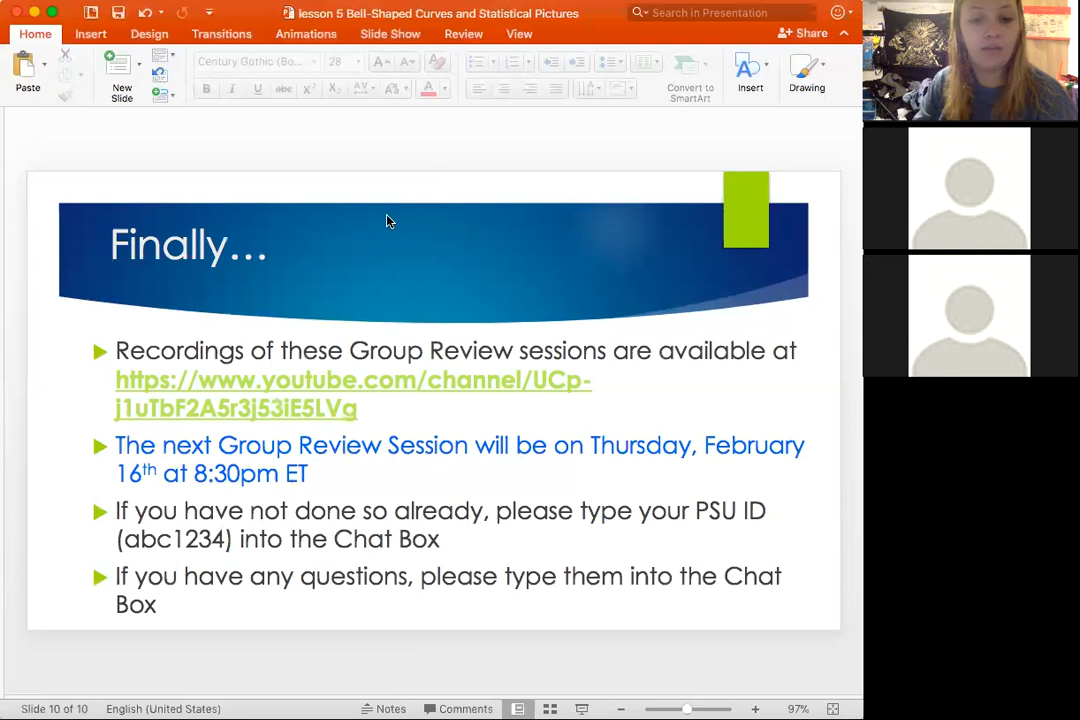 lesson 5 Bell-Shaped Curves and Statistical Pictures
Search in Presentation
Home Insert Design Transitions Animations Slide Show Review View
Share
Paste
New
Slide
Century Gothic (Bo...
28
Convert to
SmartArt
Insert
Drawing
Finally...
Recordings of these Group Review sessions are available at
https://www.youtube.com/channel/UCp-
j1uTbF2A5r3j53iE5LVg
The next Group Review Session will be on Thursday, February
16th at 8:30pm ET
If you have not done so already, please type your PSU ID
(abc1234) into the Chat Box
If you have any questions, please type them into the Chat
Box
Slide 10 of 10 English (United States) Notes Comments 97%